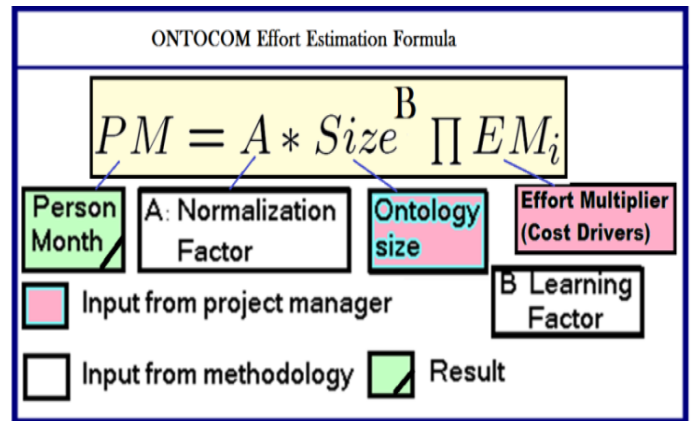 ONTOCOM Effort Estimation Formula
PM = A * Size^B ∏ EM_i
Person
Month
A: Normalization
Factor
Ontology
size
Effort Multiplier
(Cost Drivers)
Input from project manager
B Learning
Factor
Input from methodology
Result